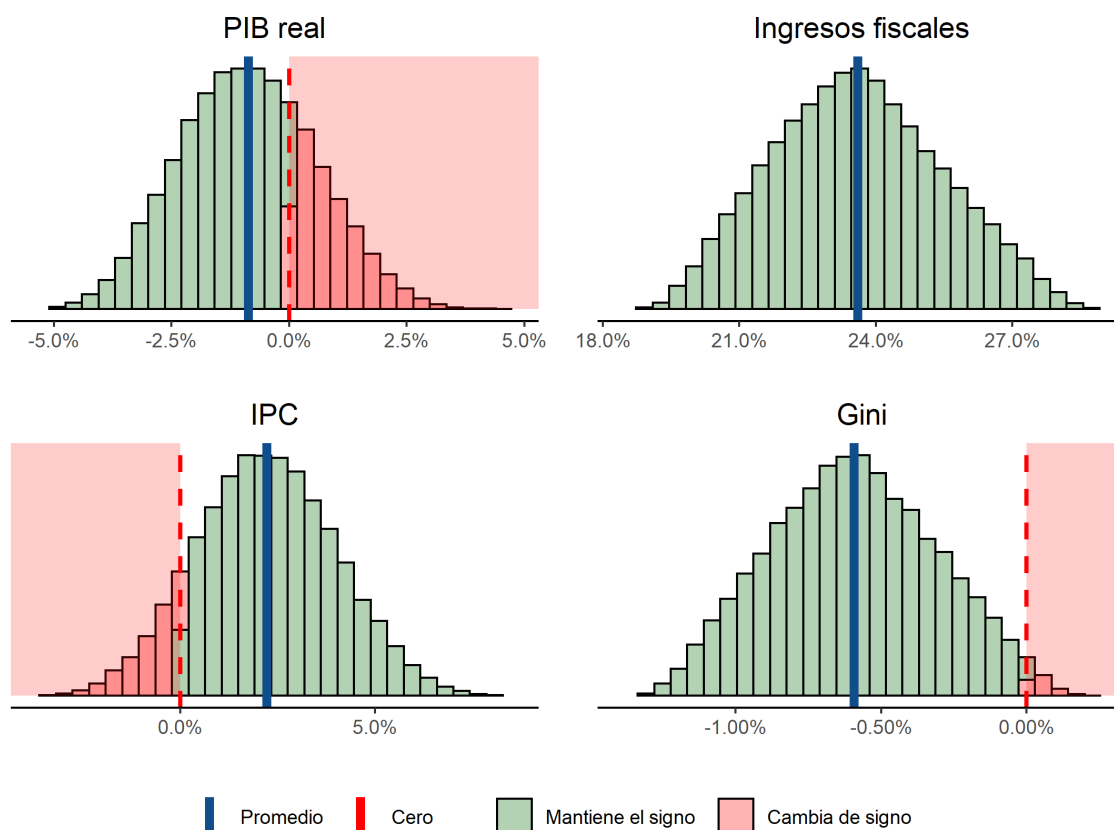 PIB real
Ingresos fiscales
-5.0% -2.5% 0.0% 2.5% 5.0%
18.0% 21.0% 24.0% 27.0%
IPC
Gini
0.0% 5.0%
-1.00% -0.50% 0.00%
Promedio Cero Mantiene el signo Cambia de signo